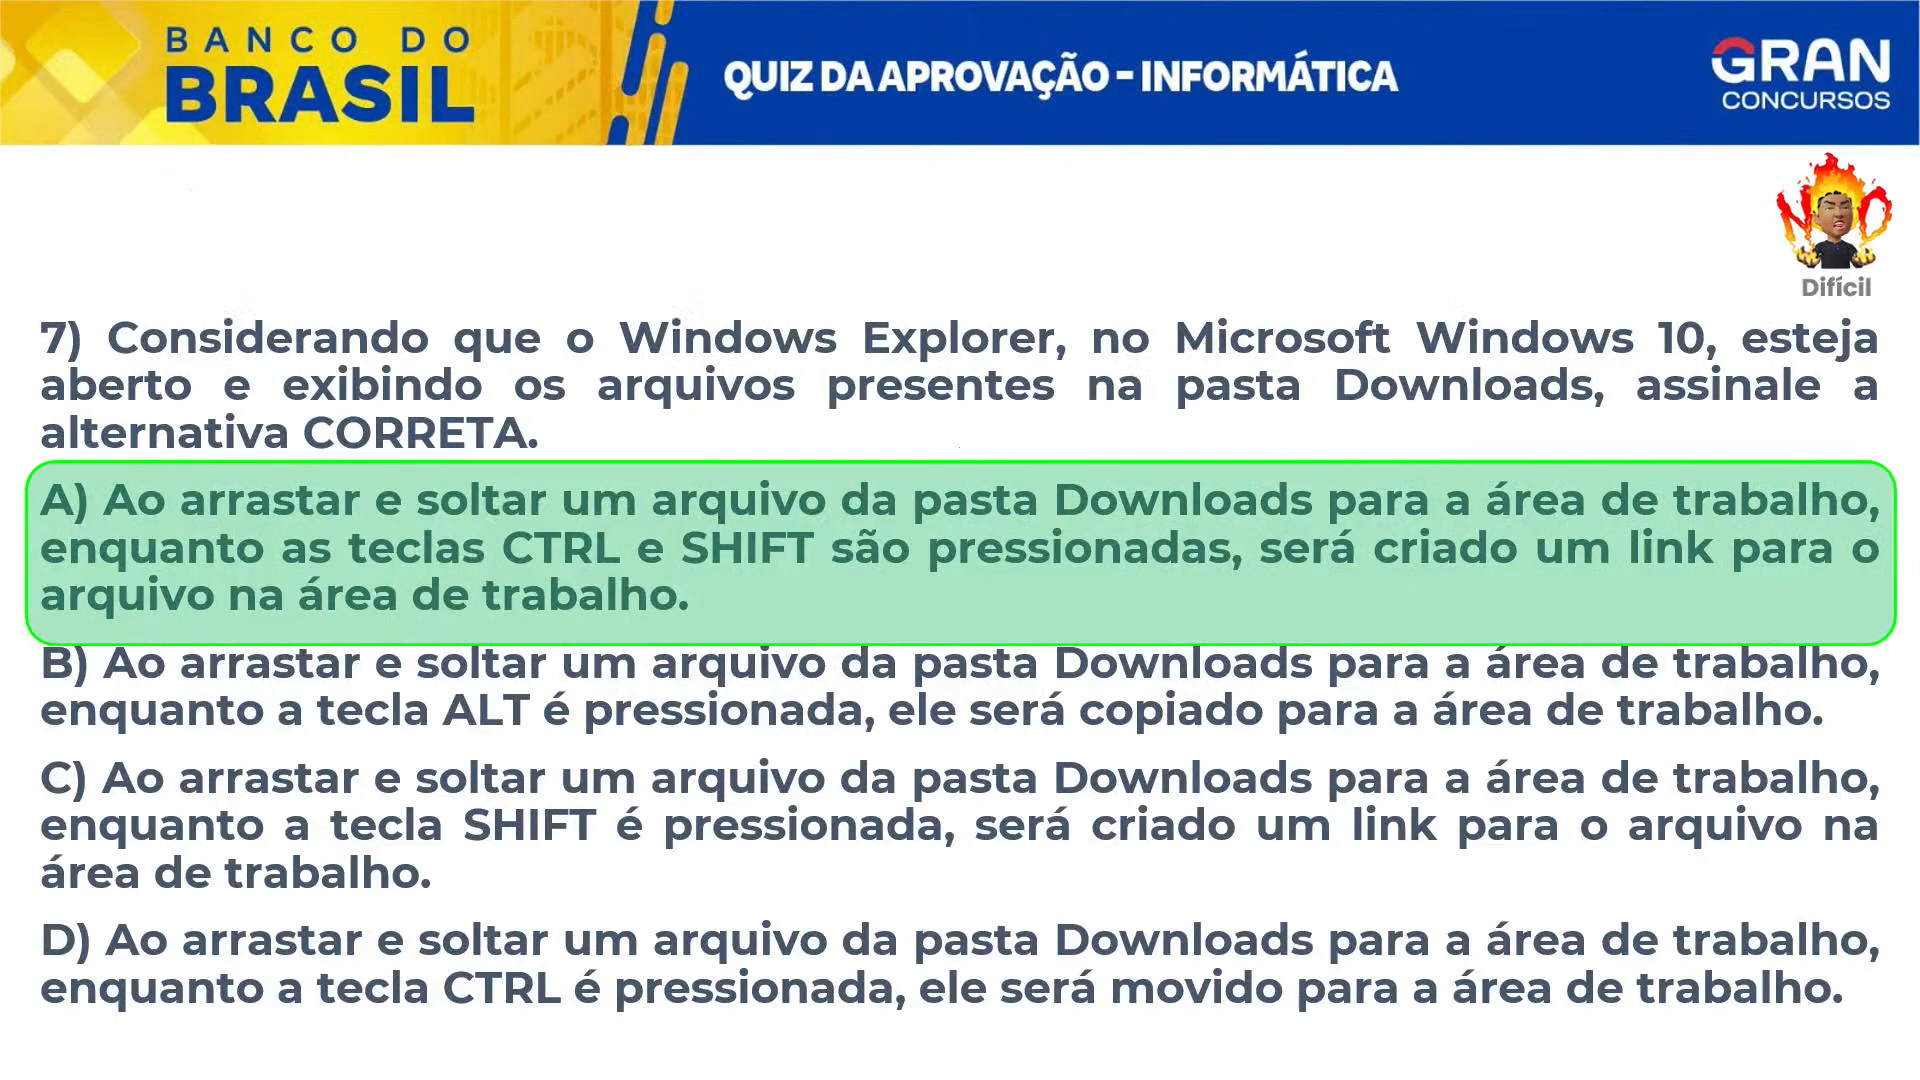 BANCO DO
BRASIL
QUIZ DA APROVAÇÃO - INFORMÁTICA
GRAN
CONCURSOS
NO
Difícil
7) Considerando que o Windows Explorer, no Microsoft Windows 10, esteja
aberto e exibindo os arquivos presentes na pasta Downloads, assinale a
alternativa CORRETA.
A) Ao arrastar e soltar um arquivo da pasta Downloads para a área de trabalho,
enquanto as teclas CTRL e SHIFT são pressionadas, será criado um link para o
arquivo na área de trabalho.
B) Ao arrastar e soltar um arquivo da pasta Downloads para a área de trabalho,
enquanto a tecla ALT é pressionada, ele será copiado para a área de trabalho.
C) Ao arrastar e soltar um arquivo da pasta Downloads para a área de trabalho,
enquanto a tecla SHIFT é pressionada, será criado um link para o arquivo na
área de trabalho.
D) Ao arrastar e soltar um arquivo da pasta Downloads para a área de trabalho,
enquanto a tecla CTRL é pressionada, ele será movido para a área de trabalho.